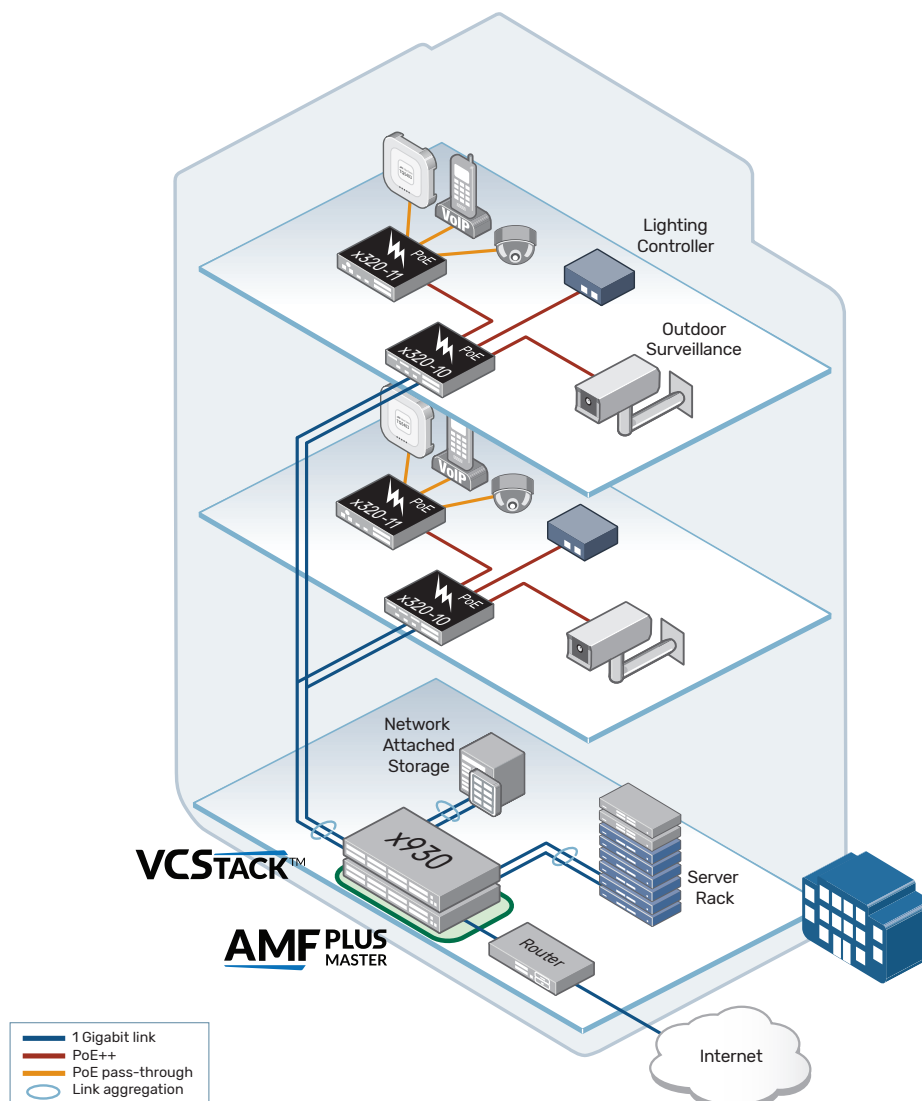 VoIP
PoE
x320-11
Lighting
Controller
PoE
x320-10
Outdoor
Surveillance
VoIP
PoE
x320-11
PoE
x320-10
Network
Attached
Storage
x930
VCSTACK™
Server
Rack
AMF PLUS
MASTER
Router
Internet
1 Gigabit link
PoE++
PoE pass-through
Link aggregation